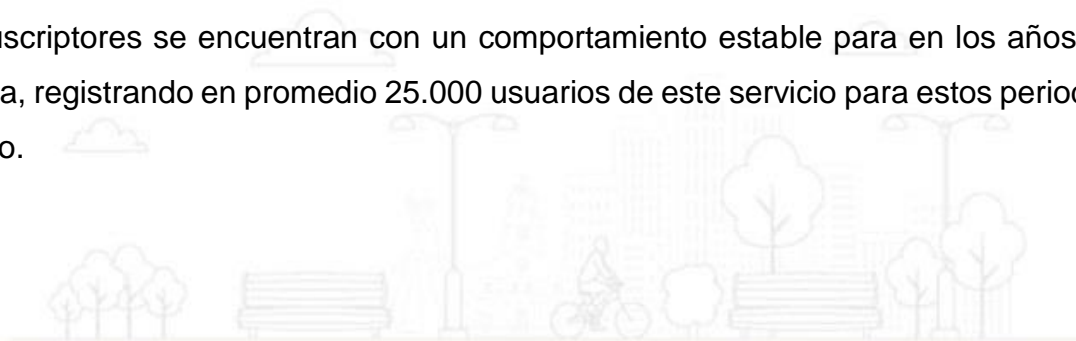 uscriptores se encuentran con un comportamiento estable para en los años
a, registrando en promedio 25.000 usuarios de este servicio para estos perio
o.